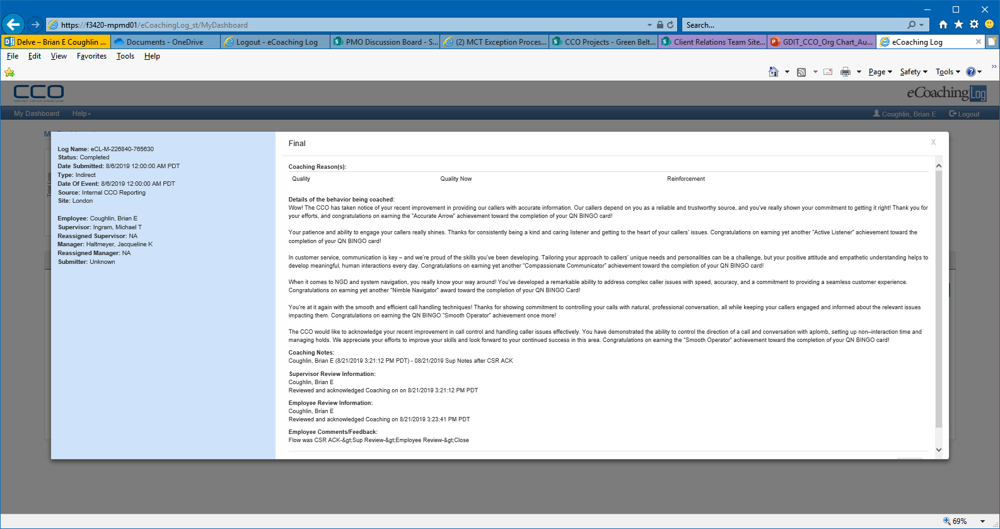 https://f3420-mpmd01/eCoachingLog_st/MyDashboard
Search...
Delve – Brian E Coughlin ...
Documents - OneDrive
Logout - eCoaching Log
PMO Discussion Board - S...
(2) MCT Exception Proces...
CCO Projects - Green Belt...
Client Relations Team Site...
GDIT_CCO_Org Chart_Au...
eCoaching Log
File Edit View Favorites Tools Help
Page Safety Tools
CCO
CONTACT CENTER OPERATIONS
eCoachingLog
My Dashboard Help
Coughlin, Brian E Logout
Total Logs
Log Name: eCL-M-226840-765630
Status: Completed
Date Submitted: 8/6/2019 12:00:00 AM PDT
Type: Indirect
Date Of Event: 8/6/2019 12:00:00 AM PDT
Source: Internal CCO Reporting
Site: London
Employee: Coughlin, Brian E
Supervisor: Ingram, Michael T
Reassigned Supervisor: NA
Manager: Haltmeyer, Jacqueline K
Reassigned Manager: NA
Submitter: Unknown
Final
X
Coaching Reason(s):
Quality Quality Now Reinforcement
Details of the behavior being coached:
Wow! The CCO has taken notice of your recent improvement in providing our callers with accurate information. Our callers depend on you as a reliable and trustworthy source, and you've really shown your commitment to getting it right! Thank you for
your efforts, and congratulations on earning the “Accurate Arrow” achievement toward the completion of your QN BINGO card!
Your patience and ability to engage your callers really shines. Thanks for consistently being a kind and caring listener and getting to the heart of your callers' issues. Congratulations on earning yet another “Active Listener” achievement toward the
completion of your QN BINGO card!
In customer service, communication is key – and we're proud of the skills you've been developing. Tailoring your approach to callers' unique needs and personalities can be a challenge, but your positive attitude and empathetic understanding helps to
develop meaningful, human interactions every day. Congratulations on earning yet another “Compassionate Communicator” achievement toward the completion of your QN BINGO card!
When it comes to NGD and system navigation, you really know your way around! You've developed a remarkable ability to address complex caller issues with speed, accuracy, and a commitment to providing a seamless customer experience.
Congratulations on earning yet another “Nimble Navigator” award toward the completion of your QN BINGO Card!
You're at it again with the smooth and efficient call handling techniques! Thanks for showing commitment to controlling your calls with natural, professional conversation, all while keeping your callers engaged and informed about the relevant issues
impacting them. Congratulations on earning the QN BINGO “Smooth Operator” achievement once more!
The CCO would like to acknowledge your recent improvement in call control and handling caller issues effectively. You have demonstrated the ability to control the direction of a call and conversation with aplomb, setting up non–interaction time and
managing holds. We appreciate your efforts to improve your skills and look forward to your continued success in this area. Congratulations on earning the “Smooth Operator” achievement toward the completion of your QN BINGO card!
Coaching Notes:
Coughlin, Brian E (8/21/2019 3:21:12 PM PDT) - 08/21/2019 Sup Notes after CSR ACK
Supervisor Review Information:
Coughlin, Brian E
Reviewed and acknowledged Coaching on on 8/21/2019 3:21:12 PM PDT
Employee Review Information:
Coughlin, Brian E
Reviewed and acknowledged Coaching on 8/21/2019 3:23:41 PM PDT
Employee Comments/Feedback:
Flow was CSR ACK-&gt;Sup Review-&gt;Employee Review-&gt;Close
69%